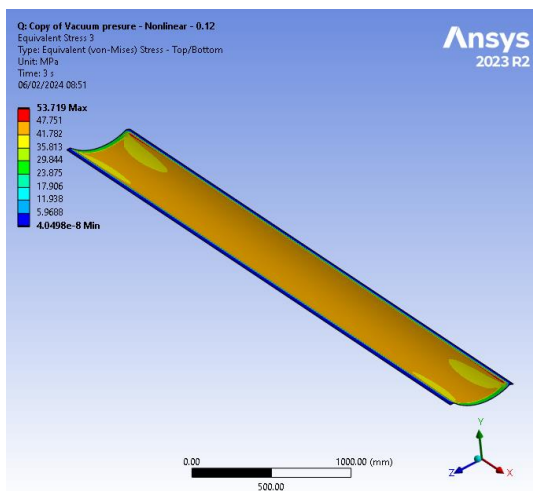 Q: Copy of Vacuum presure - Nonlinear - 0.12
Equivalent Stress 3
Type: Equivalent (von-Mises) Stress - Top/Bottom
Unit: MPa
Time: 3 s
06/02/2024 08:51
Ansys
2023 R2
53.719 Max
47.751
41.782
35.813
29.844
23.875
17.906
11.938
5.9688
4.0498e-8 Min
0.00
1000.00 (mm)
500.00
Y
Z
X